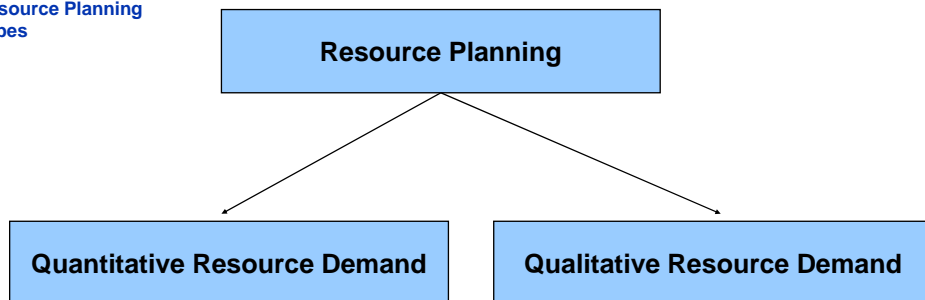 source Planning
pes
Resource Planning
Quantitative Resource Demand
Qualitative Resource Demand